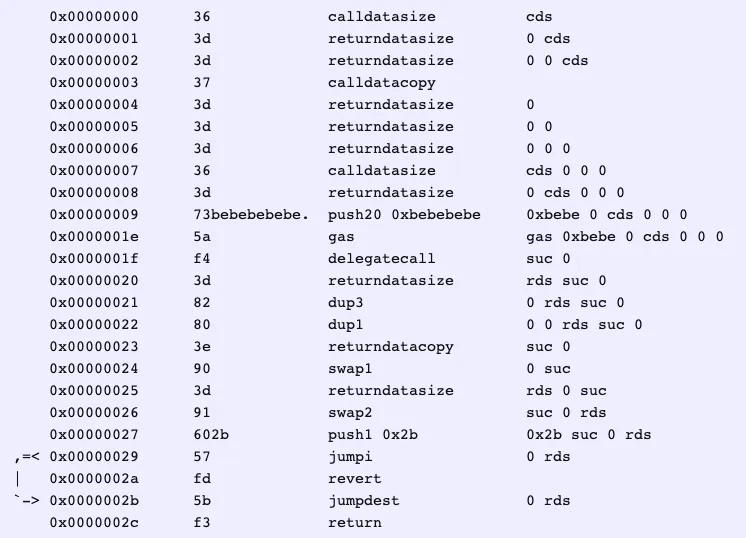 0x00000000 36 calldatasize cds
0x00000001 3d returndatasize 0 cds
0x00000002 3d returndatasize 0 0 cds
0x00000003 37 calldatacopy
0x00000004 3d returndatasize 0
0x00000005 3d returndatasize 0 0
0x00000006 3d returndatasize 0 0 0
0x00000007 36 calldatasize cds 0 0 0
0x00000008 3d returndatasize 0 cds 0 0 0
0x00000009 73bebebebebe. push20 0xbebebebe 0xbebe 0 cds 0 0 0
0x0000001e 5a gas gas 0xbebe 0 cds 0 0 0
0x0000001f f4 delegatecall suc 0
0x00000020 3d returndatasize rds suc 0
0x00000021 82 dup3 0 rds suc 0
0x00000022 80 dup1 0 0 rds suc 0
0x00000023 3e returndatacopy suc 0
0x00000024 90 swap1 0 suc
0x00000025 3d returndatasize rds 0 suc
0x00000026 91 swap2 suc 0 rds
0x00000027 602b push1 0x2b 0x2b suc 0 rds
,=< 0x00000029 57 jumpi 0 rds
| 0x0000002a fd revert
`-> 0x0000002b 5b jumpdest 0 rds
0x0000002c f3 return